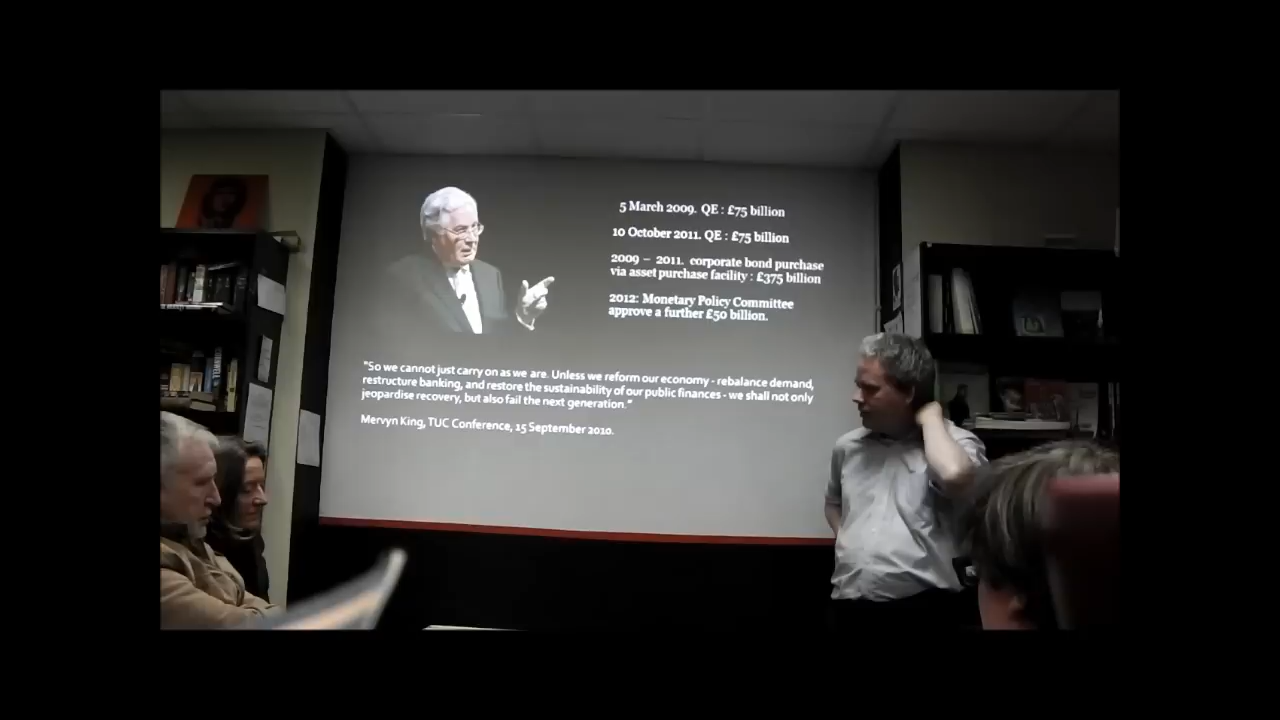 5 March 2009. QE : £75 billion
10 October 2011. QE : £75 billion
2009 – 2011. corporate bond purchase
via asset purchase facility : £375 billion
2012: Monetary Policy Committee
approve a further £50 billion.
"So we cannot just carry on as we are. Unless we reform our economy - rebalance demand,
restructure banking, and restore the sustainability of our public finances - we shall not only
jeopardise recovery, but also fail the next generation."
Mervyn King, TUC Conference, 15 September 2010.